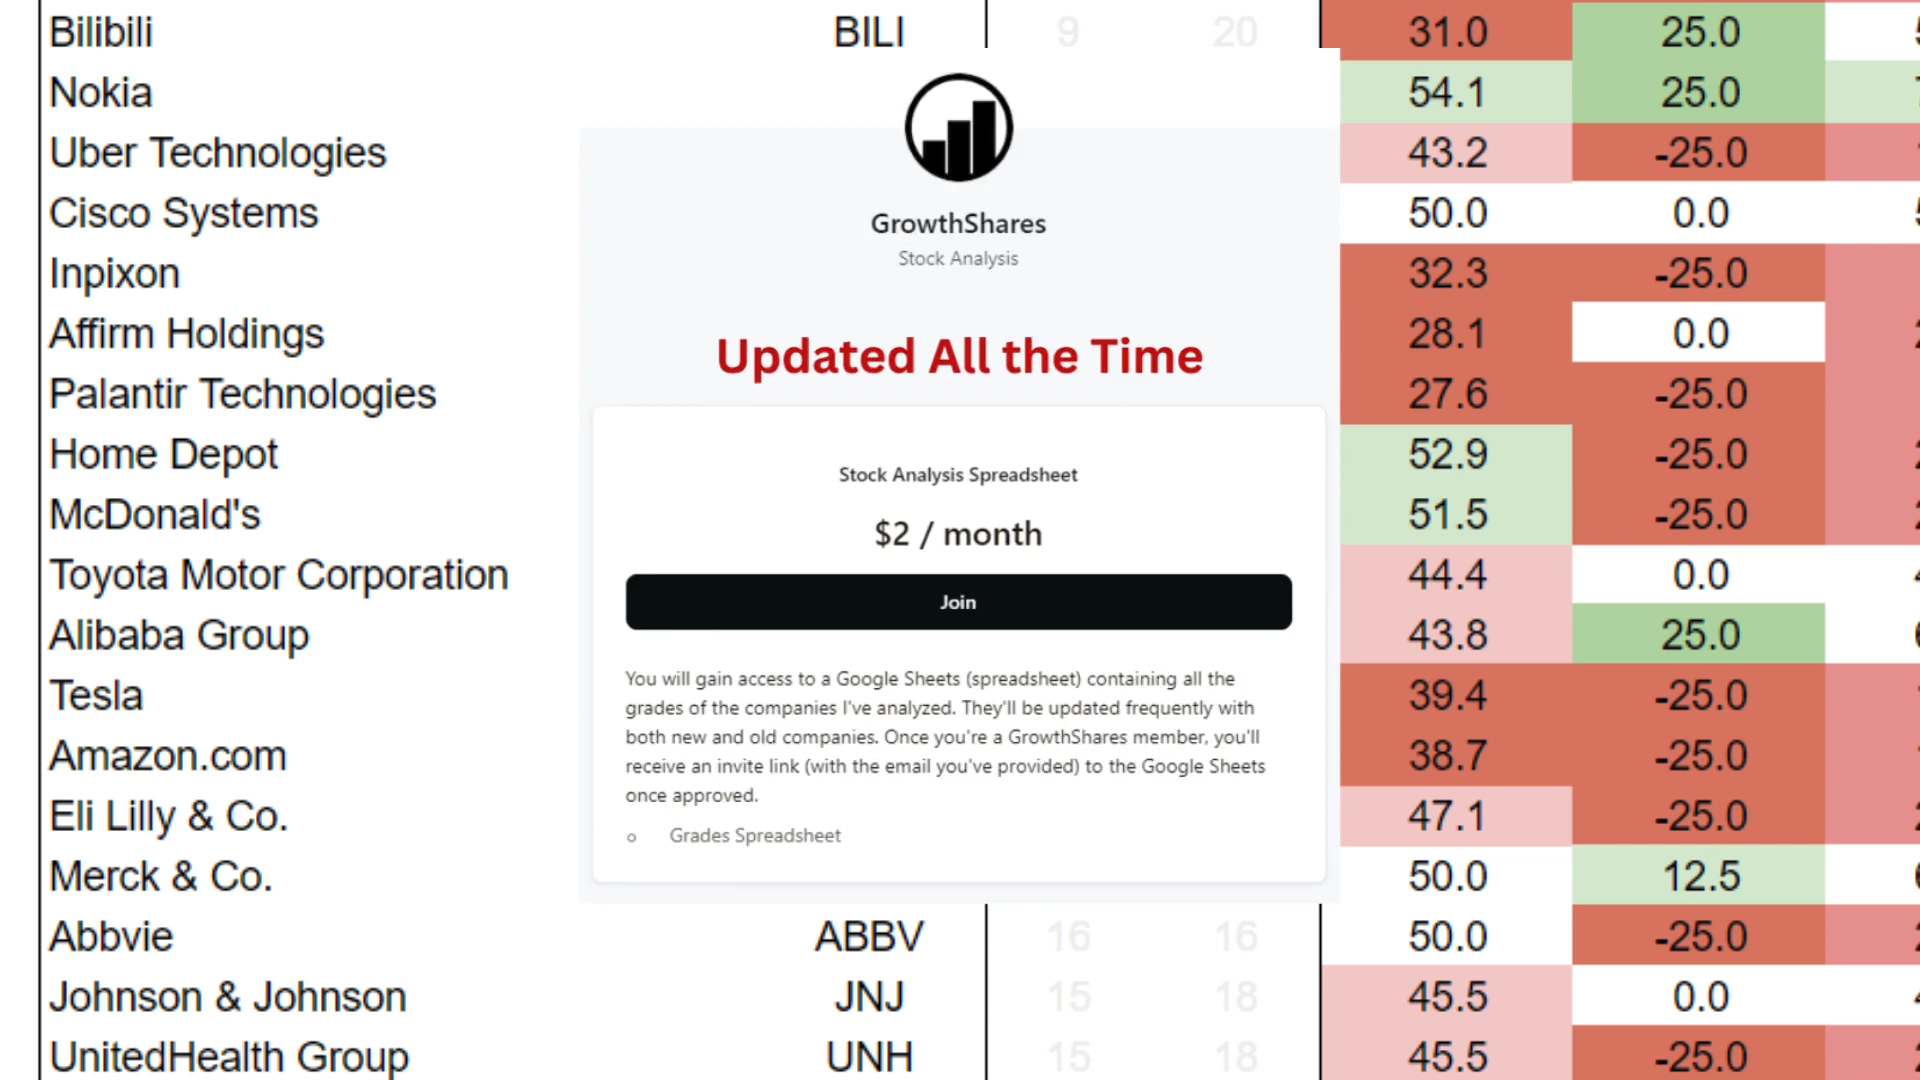 Bilibili BILI 9 20 31.0 25.0
Nokia 54.1 25.0
Uber Technologies 43.2 -25.0
Cisco Systems 50.0 0.0
Inpixon 32.3 -25.0
Affirm Holdings 28.1 0.0
Palantir Technologies 27.6 -25.0
Home Depot 52.9 -25.0
McDonald's 51.5 -25.0
Toyota Motor Corporation 44.4 0.0
Alibaba Group 43.8 25.0
Tesla 39.4 -25.0
Amazon.com 38.7 -25.0
Eli Lilly & Co. 47.1 -25.0
Merck & Co. 50.0 12.5
Abbvie ABBV 16 16 50.0 -25.0
Johnson & Johnson JNJ 15 18 45.5 0.0
UnitedHealth Group UNH 15 18 45.5 -25.0
GrowthShares
Stock Analysis
Updated All the Time
Stock Analysis Spreadsheet
$2 / month
Join
You will gain access to a Google Sheets (spreadsheet) containing all the
grades of the companies I've analyzed. They'll be updated frequently with
both new and old companies. Once you're a GrowthShares member, you'll
receive an invite link (with the email you've provided) to the Google Sheets
once approved.
Grades Spreadsheet